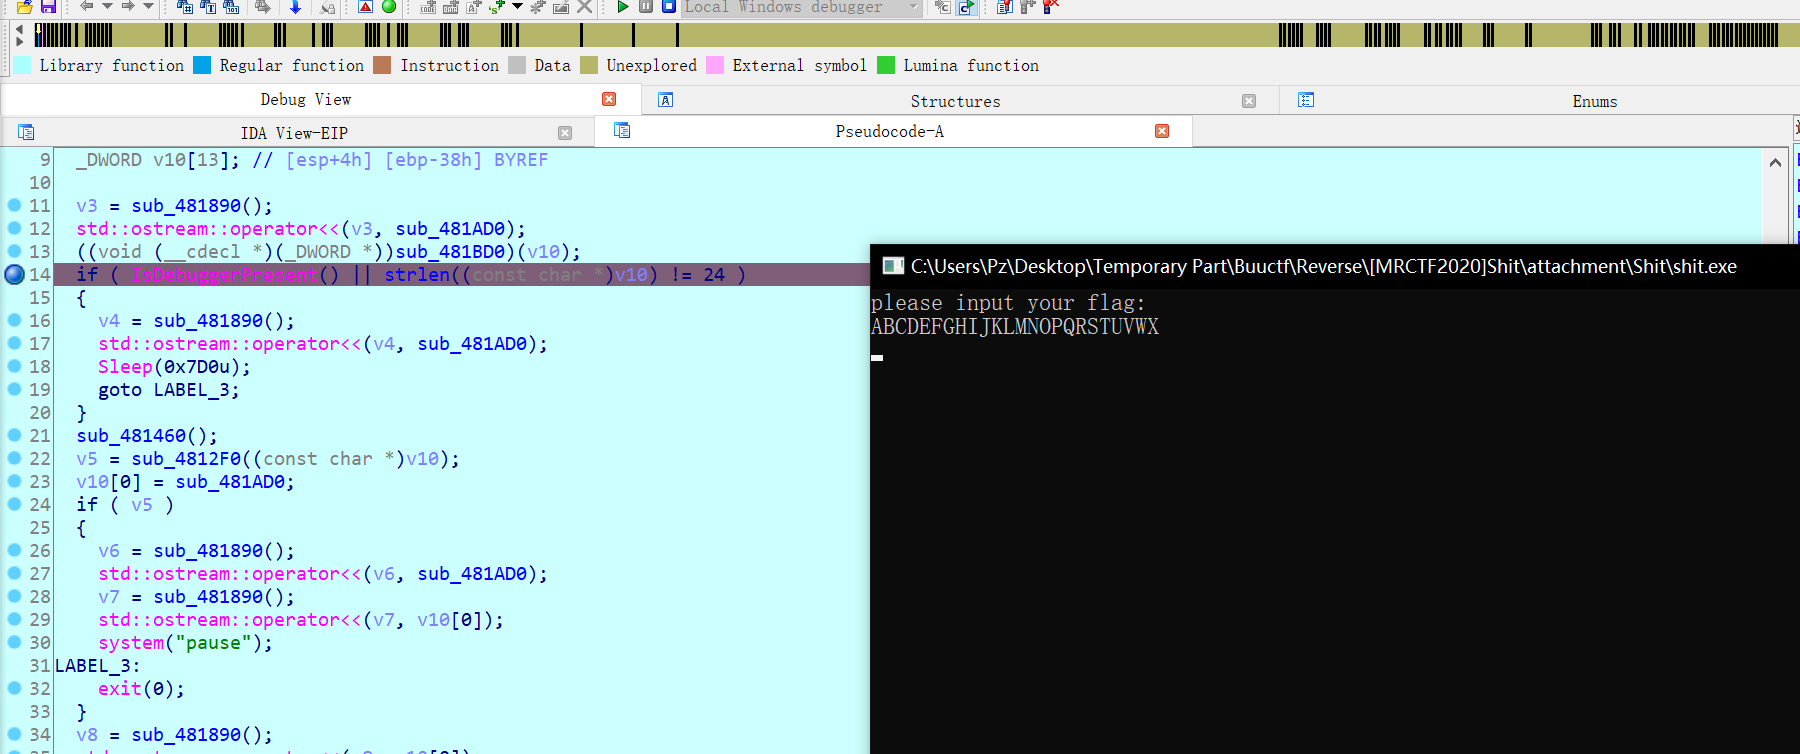 Local Windows debugger
Library function Regular function Instruction Data Unexplored External symbol Lumina function
Debug View Structures Enums
IDA View-EIP Pseudocode-A
9 _DWORD v10[13]; // [esp+4h] [ebp-38h] BYREF
10
11 v3 = sub_481890();
12 std::ostream::operator<<(v3, sub_481AD0);
13 ((void (__cdecl *)(_DWORD *))sub_481BD0)(v10);
14 if ( IsDebuggerPresent() || strlen((const char *)v10) != 24 )
15 {
16 v4 = sub_481890();
17 std::ostream::operator<<(v4, sub_481AD0);
18 Sleep(0x7D0u);
19 goto LABEL_3;
20 }
21 sub_481460();
22 v5 = sub_4812F0((const char *)v10);
23 v10[0] = sub_481AD0;
24 if ( v5 )
25 {
26 v6 = sub_481890();
27 std::ostream::operator<<(v6, sub_481AD0);
28 v7 = sub_481890();
29 std::ostream::operator<<(v7, v10[0]);
30 system("pause");
31 LABEL_3:
32 exit(0);
33 }
34 v8 = sub_481890();
C:\Users\Pz\Desktop\Temporary Part\Buuctf\Reverse\[MRCTF2020]Shit\attachment\Shit\shit.exe
please input your flag:
ABCDEFGHIJKLMNOPQRSTUVWX